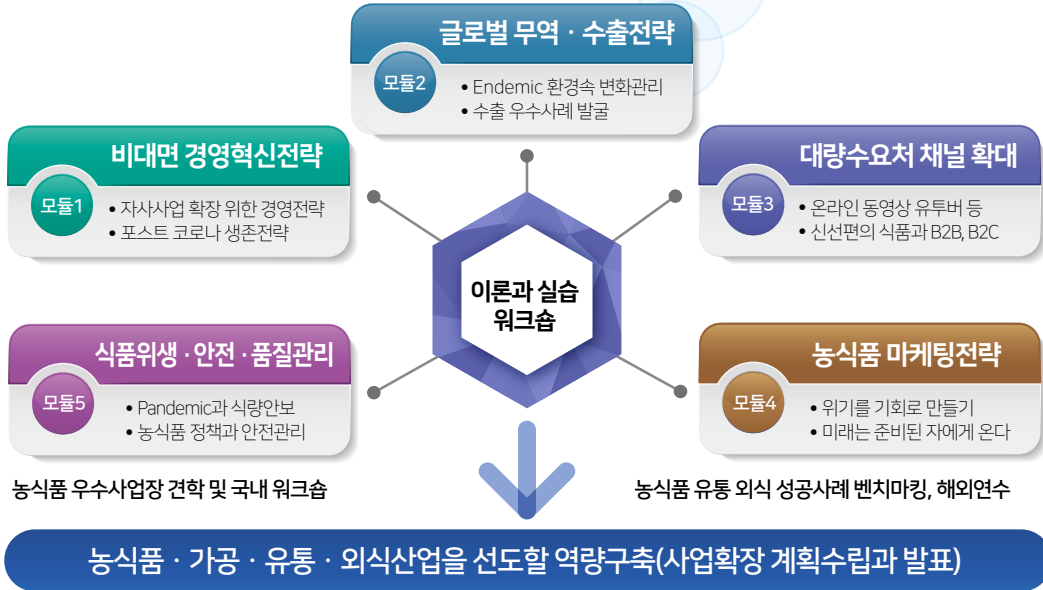 글로벌 무역 · 수출전략
모듈2
• Endemic 환경속 변화관리
• 수출 우수사례 발굴
비대면 경영혁신전략
모듈1
• 자사사업 확장 위한 경영전략
• 포스트 코로나 생존전략
대량수요처 채널 확대
모듈3
• 온라인 동영상 유투버 등
• 신선편의 식품과 B2B, B2C
이론과 실습
워크숍
식품위생 · 안전 · 품질관리
모듈5
• Pandemic과 식량안보
• 농식품 정책과 안전관리
농식품 마케팅전략
모듈4
• 위기를 기회로 만들기
• 미래는 준비된 자에게 온다
농식품 우수사업장 견학 및 국내 워크숍
농식품 유통 외식 성공사례 벤치마킹, 해외연수
농식품 · 가공 · 유통 · 외식산업을 선도할 역량구축(사업확장 계획수립과 발표)